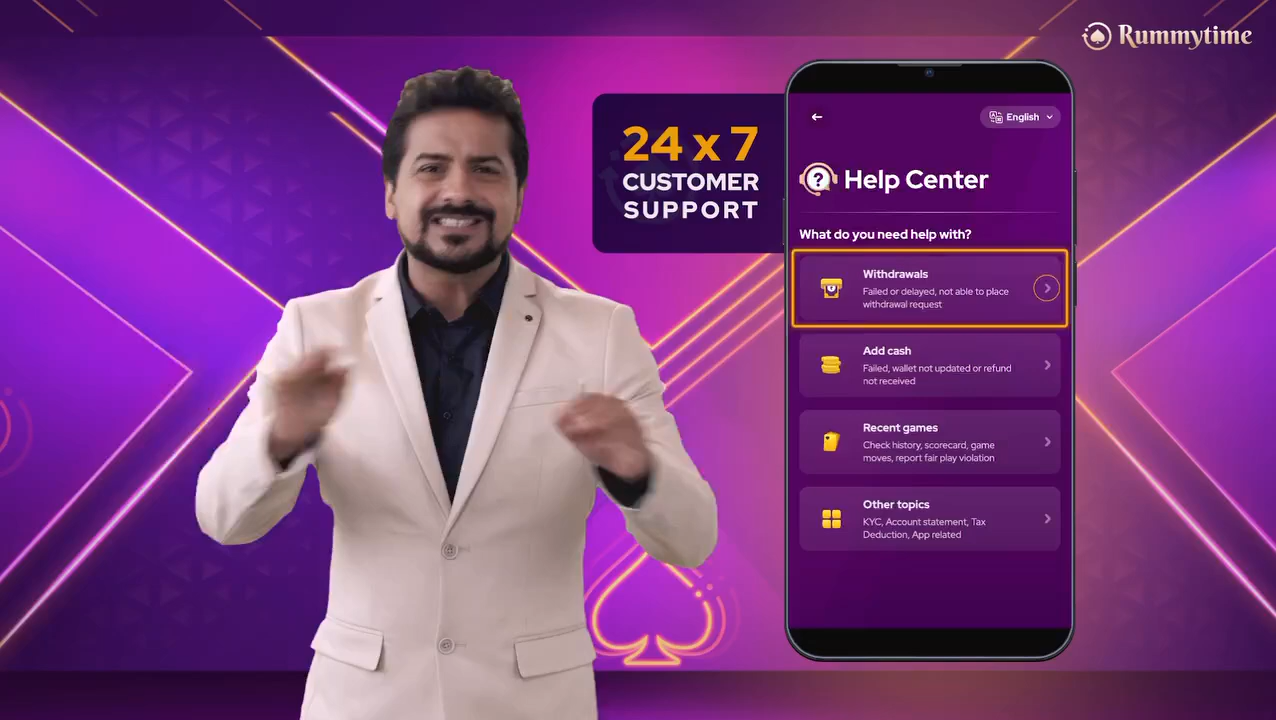 Rummytime
24 x 7
CUSTOMER
SUPPORT
English
Help Center
What do you need help with?
Withdrawals
Failed or delayed, not able to place
withdrawal request
Add cash
Failed, wallet not updated or refund
not received
Recent games
Check history, scorecard, game
moves, report fair play violation
Other topics
KYC, Account statement, Tax
Deduction, App related